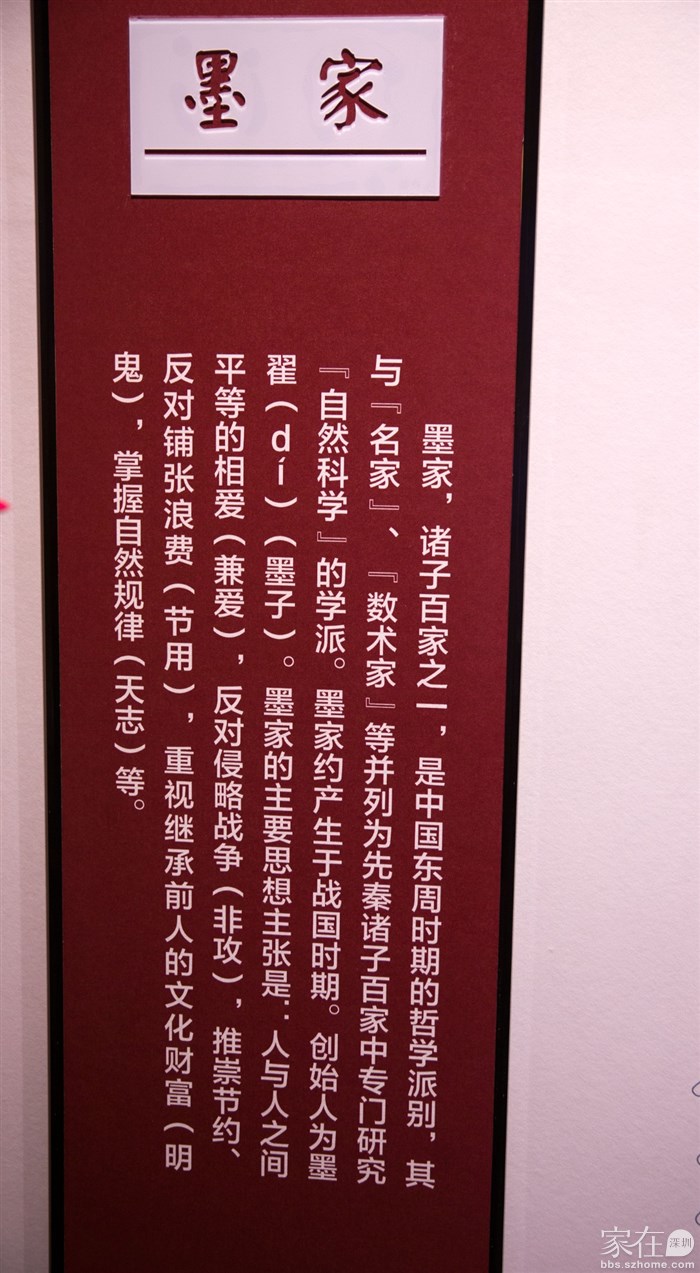 墨家
墨家，诸子百家之一，是中国东周时期的哲学派别，其
与『名家』、『数术家』等并列为先秦诸子百家中专门研究
『自然科学』的学派。墨家约产生于战国时期。创始人为墨
翟（dí）（墨子）。墨家的主要思想主张是：人与人之间
平等的相爱（兼爱），反对侵略战争（非攻），推崇节约、
反对铺张浪费（节用），重视继承前人的文化财富（明
鬼），掌握自然规律（天志）等。
家在深圳
bbs.szhome.com